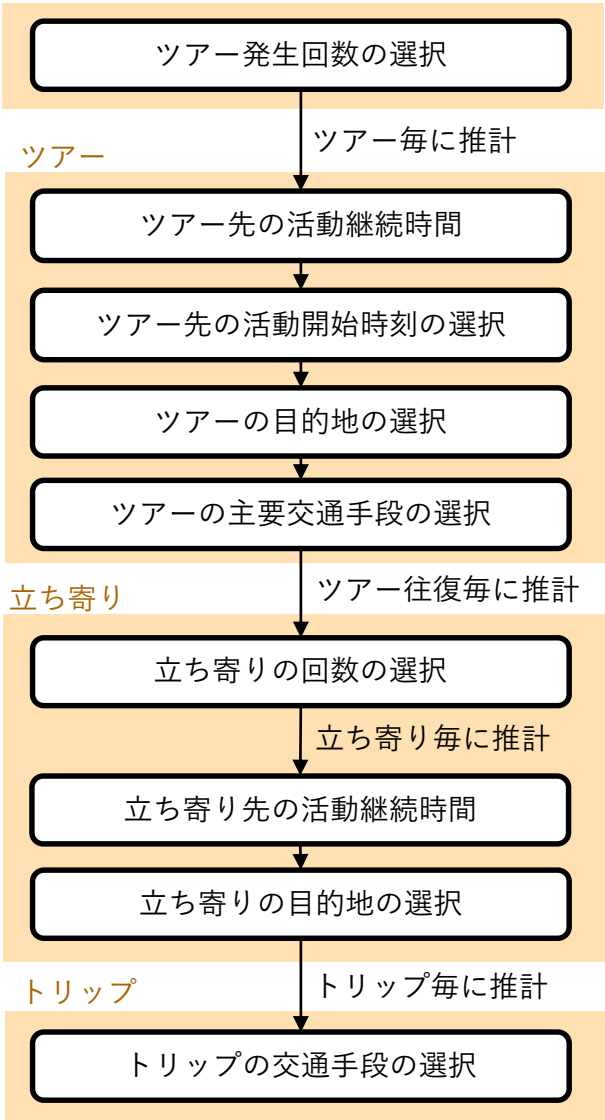 ツアー発生回数の選択
ツアー毎に推計
ツアー
ツアー先の活動継続時間
ツアー先の活動開始時刻の選択
ツアーの目的地の選択
ツアーの主要交通手段の選択
ツアー往復毎に推計
立ち寄り
立ち寄りの回数の選択
立ち寄り毎に推計
立ち寄り先の活動継続時間
立ち寄りの目的地の選択
トリップ毎に推計
トリップ
トリップの交通手段の選択